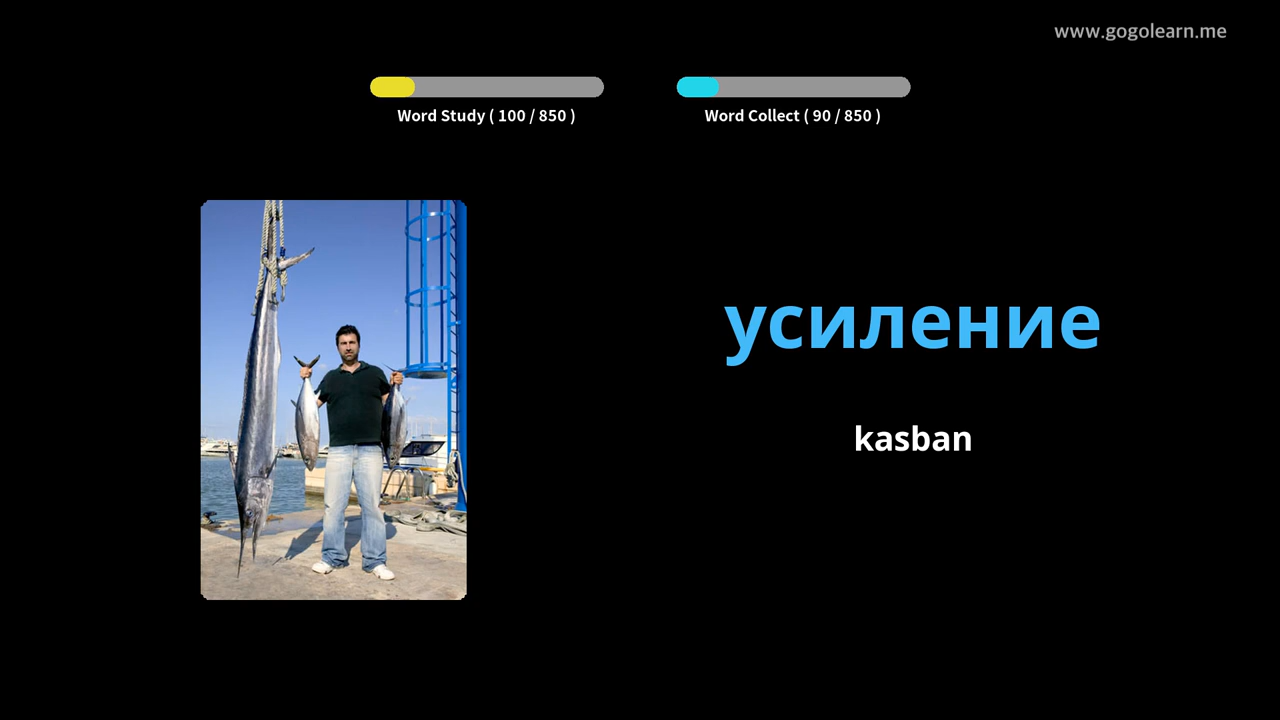 www.gogolearn.me
Word Study ( 100 / 850 )
Word Collect ( 90 / 850 )
усиление
kasban